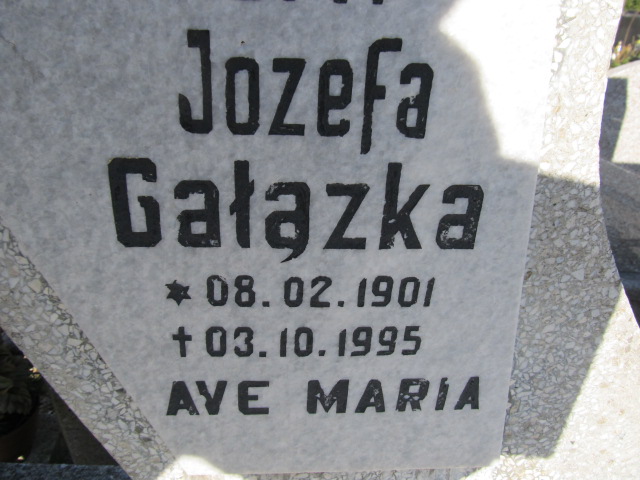 Jozefa
Gałązka
✶ 08.02.1901
† 03.10.1995
AVE MARIA